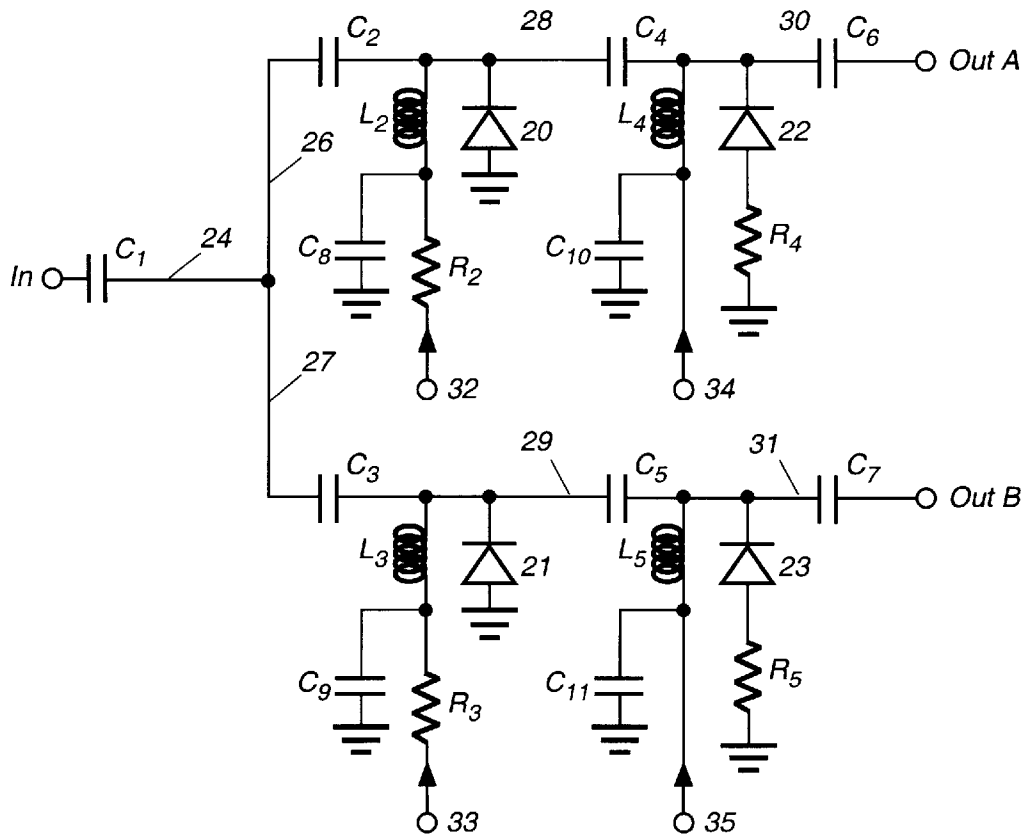 C2 28 C4 30 C6
Out A
L2 20 L4 22
26
C8 R2 C10 R4
In C1 24
27
32 34
C3 29 C5 31 C7
Out B
L3 21 L5 23
C9 R3 C11 R5
33 35